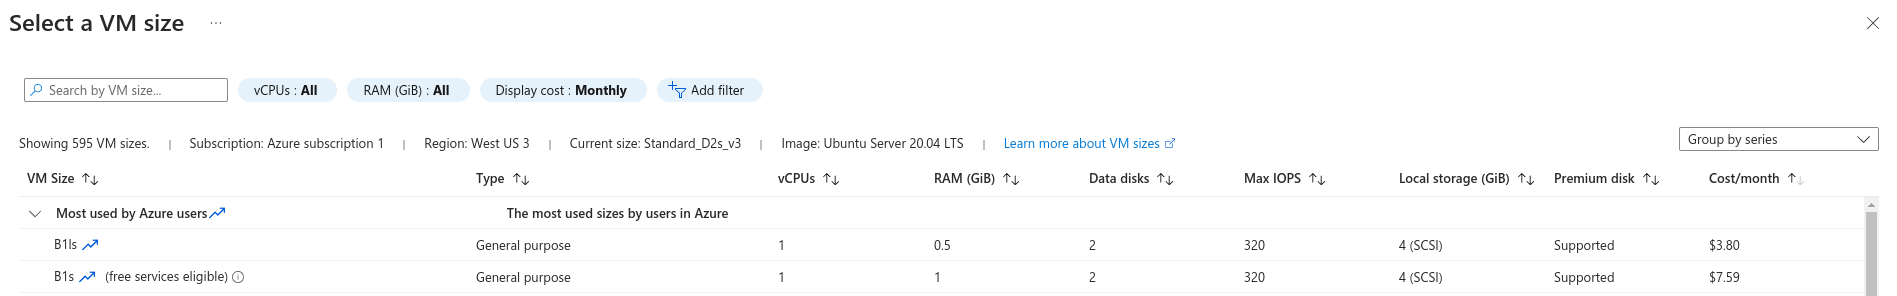 Select a VM size ...
Search by VM size... vCPUs : All RAM (GiB) : All Display cost : Monthly Add filter
Showing 595 VM sizes. | Subscription: Azure subscription 1 | Region: West US 3 | Current size: Standard_D2s_v3 | Image: Ubuntu Server 20.04 LTS | Learn more about VM sizes Group by series
VM Size Type vCPUs RAM (GiB) Data disks Max IOPS Local storage (GiB) Premium disk Cost/month
Most used by Azure users The most used sizes by users in Azure
B1ls General purpose 1 0.5 2 320 4 (SCSI) Supported $3.80
B1s (free services eligible) General purpose 1 1 2 320 4 (SCSI) Supported $7.59